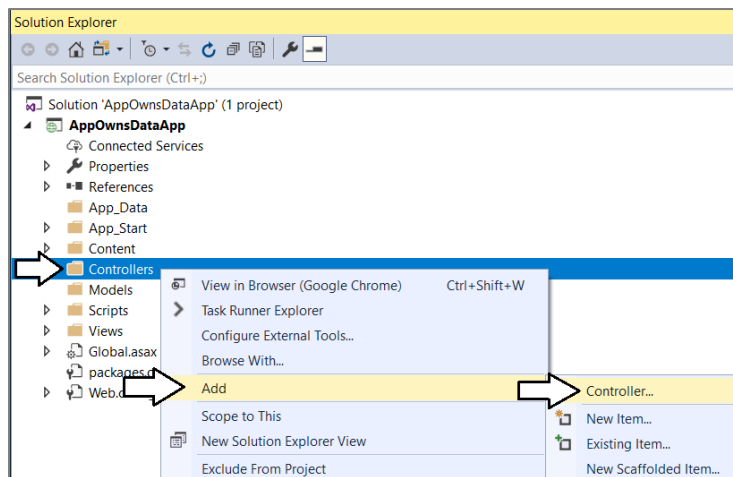 Solution Explorer
Search Solution Explorer (Ctrl+;)
Solution 'AppOwnsDataApp' (1 project)
AppOwnsDataApp
Connected Services
Properties
References
App_Data
App_Start
Content
Controllers
Models
Scripts
Views
Global.asax
packages.c
Web.c
View in Browser (Google Chrome) Ctrl+Shift+W
Task Runner Explorer
Configure External Tools...
Browse With...
Add
Scope to This
New Solution Explorer View
Exclude From Project
Controller...
New Item...
Existing Item...
New Scaffolded Item...